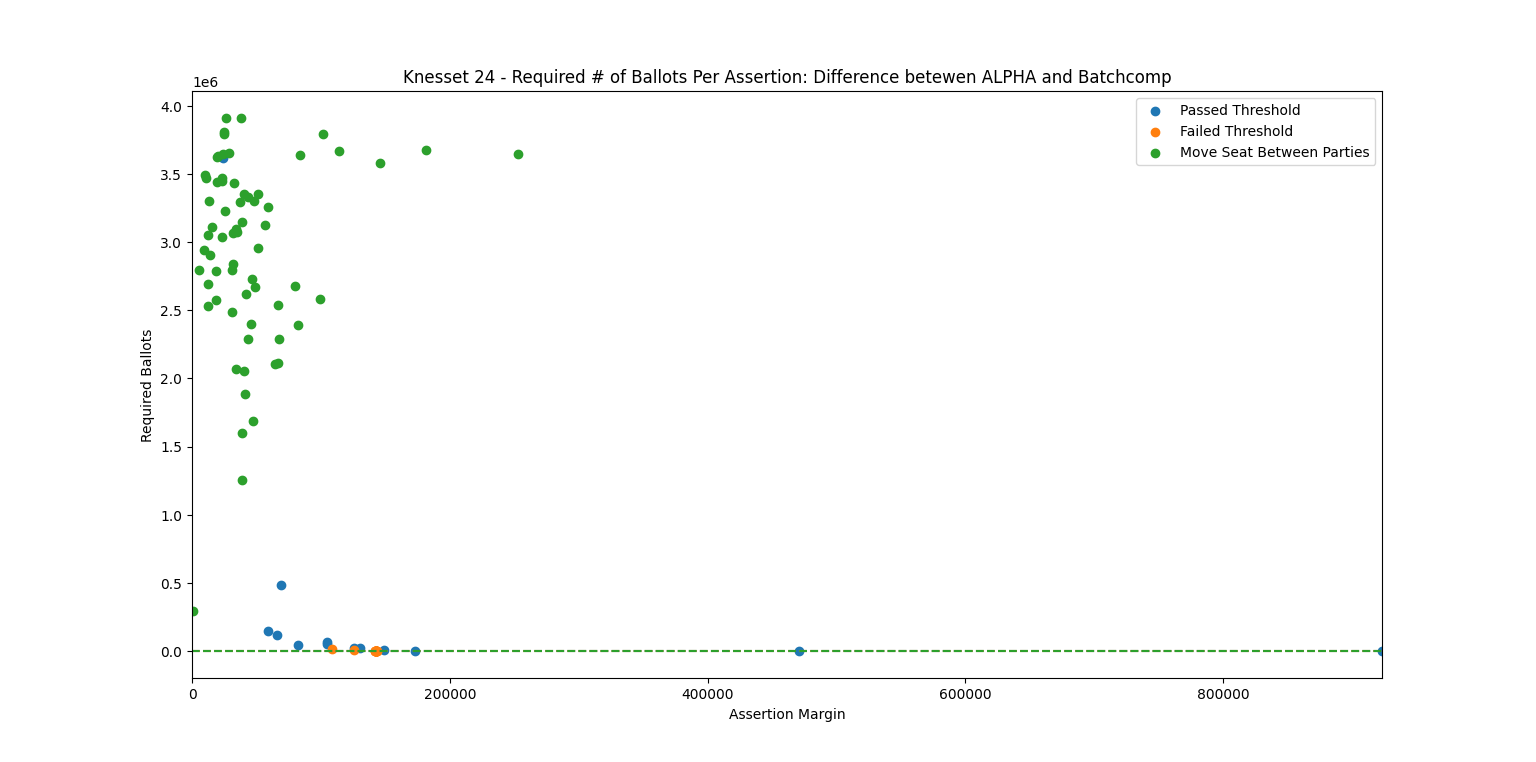 Knesset 24 - Required # of Ballots Per Assertion: Difference betewen ALPHA and Batchcomp
1e6
4.0
3.5
3.0
2.5
2.0
1.5
1.0
0.5
0.0
Required Ballots
Passed Threshold
Failed Threshold
Move Seat Between Parties
0
200000
400000
600000
800000
Assertion Margin